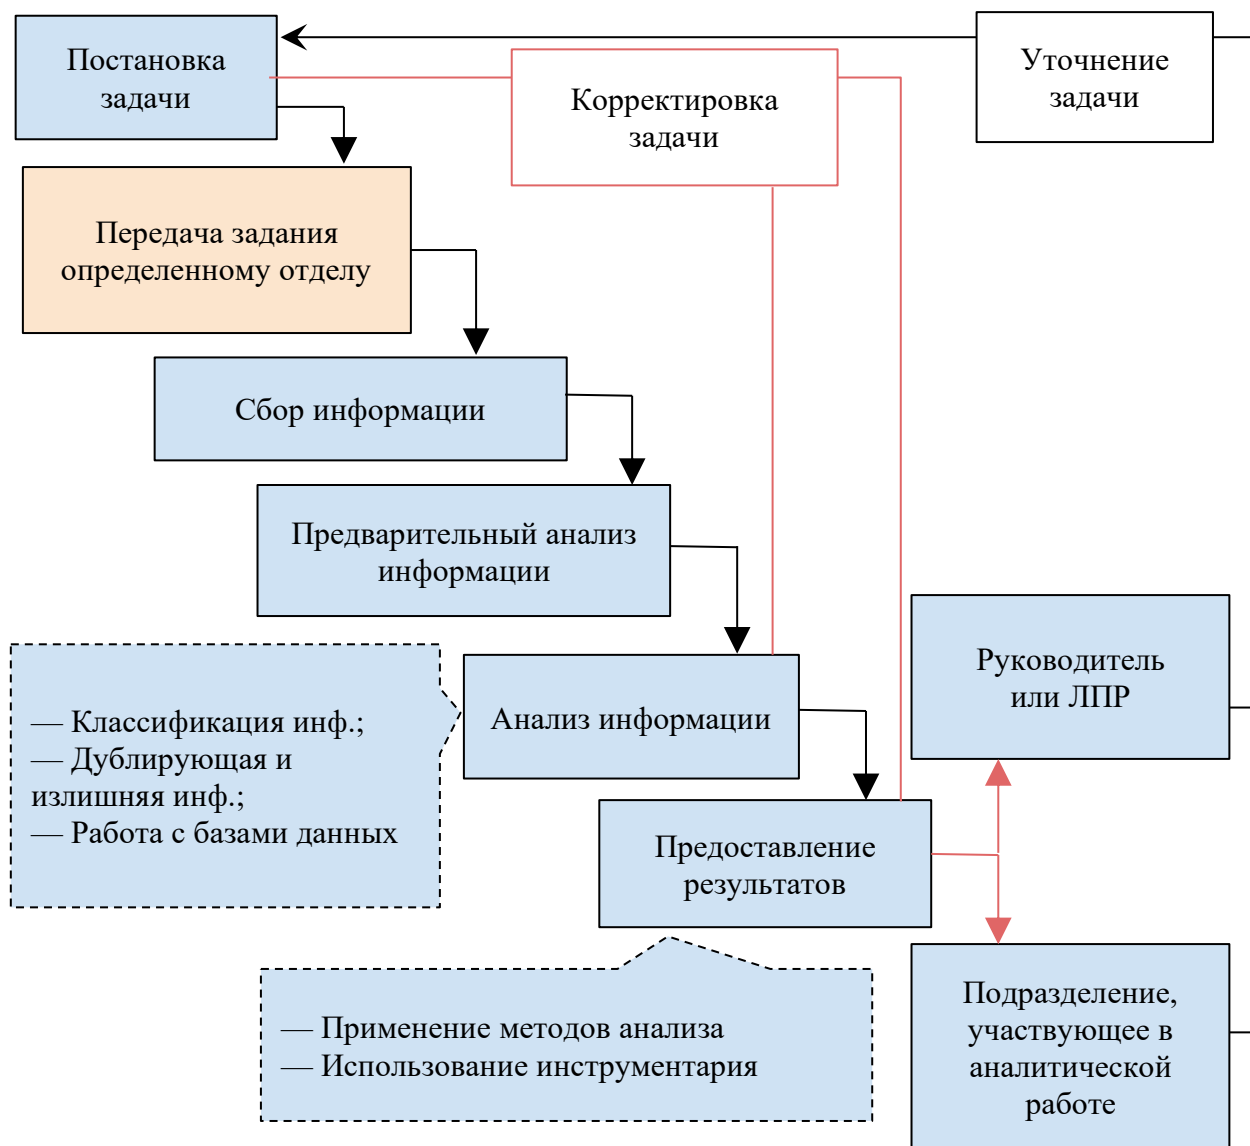 Постановка
задачи
Корректировка
задачи
Уточнение
задачи
Передача задания
определенному отделу
Сбор информации
Предварительный анализ
информации
Анализ информации
— Классификация инф.;
— Дублирующая и
излишняя инф.;
— Работа с базами данных
Руководитель
или ЛПР
Предоставление
результатов
— Применение методов анализа
— Использование инструментария
Подразделение,
участвующее в
аналитической
работе